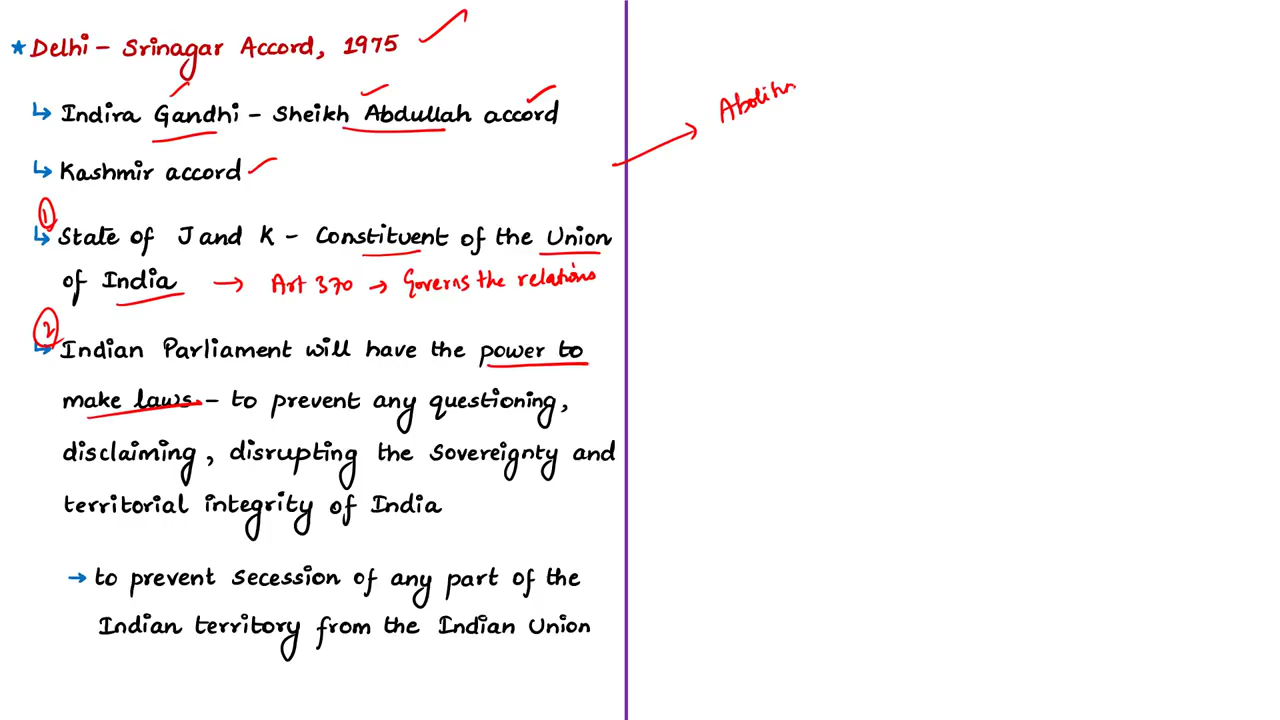 * Delhi - Srinagar Accord, 1975
↳ Indira Gandhi - Sheikh Abdullah accord
↳ Kashmir accord
①
↳ State of J and K - Constituent of the Union
of India → Art 370 → Governs the relations
②
↳ Indian Parliament will have the power to
make laws - to prevent any questioning,
disclaiming, disrupting the sovereignty and
territorial integrity of India
→ to prevent secession of any part of the
Indian territory from the Indian Union
→